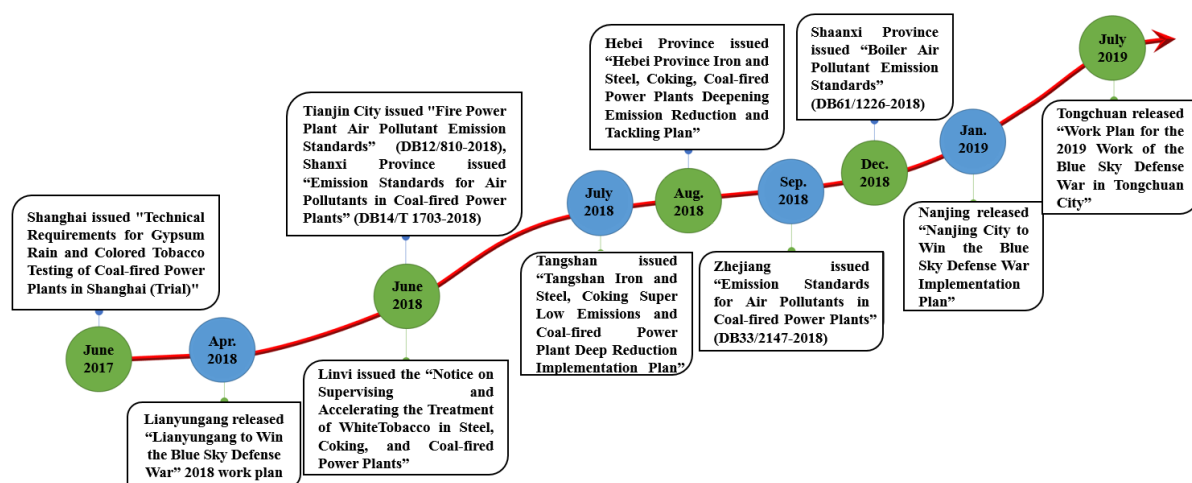 Shanghai issued "Technical
Requirements for Gypsum
Rain and Colored Tobacco
Testing of Coal-fired Power
Plants in Shanghai (Trial)"
June
2017
Apr.
2018
Lianyungang released
“Lianyungang to Win
the Blue Sky Defense
War” 2018 work plan
Tianjin City issued "Fire Power
Plant Air Pollutant Emission
Standards" (DB12/810-2018),
Shanxi Province issued
“Emission Standards for Air
Pollutants in Coal-fired Power
Plants” (DB14/T 1703-2018)
June
2018
Linvi issued the “Notice on
Supervising and
Accelerating the Treatment
of WhiteTobacco in Steel,
Coking, and Coal-fired
Power Plants”
July
2018
Tangshan issued
“Tangshan Iron and
Steel, Coking Super
Low Emissions and
Coal-fired Power
Plant Deep Reduction
Implementation Plan”
Hebei Province issued
“Hebei Province Iron and
Steel, Coking, Coal-fired
Power Plants Deepening
Emission Reduction and
Tackling Plan”
Aug.
2018
Sep.
2018
Zhejiang issued
“Emission Standards
for Air Pollutants in
Coal-fired Power Plants”
(DB33/2147-2018)
Shaanxi Province
issued “Boiler Air
Pollutant Emission
Standards”
(DB61/1226-2018)
Dec.
2018
Jan.
2019
Nanjing released
“Nanjing City to
Win the Blue
Sky Defense War
Implementation
Plan”
July
2019
Tongchuan released
“Work Plan for the
2019 Work of the
Blue Sky Defense
War in Tongchuan
City”